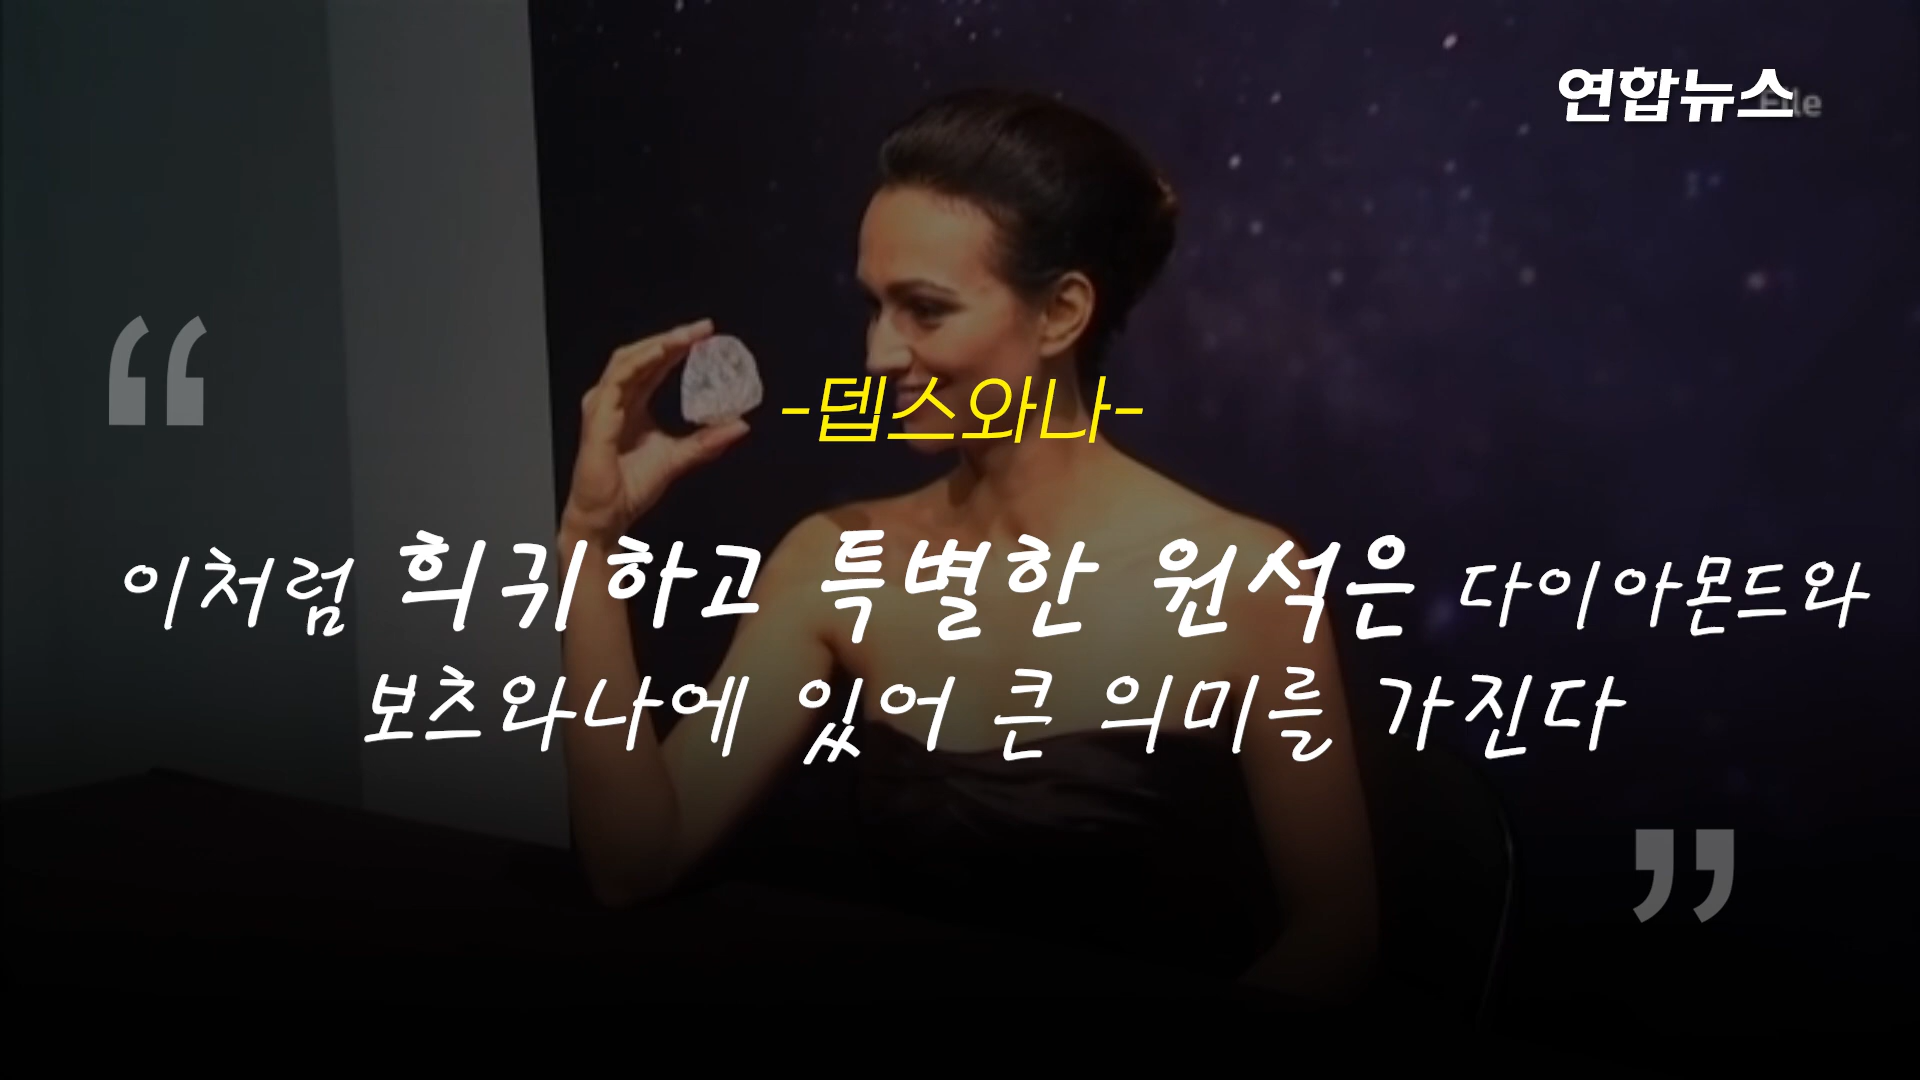 연합뉴스
File
-뎁스와나-
“
이처럼 희귀하고 특별한 원석은 다이아몬드와
보츠와나에 있어 큰 의미를 가진다
”